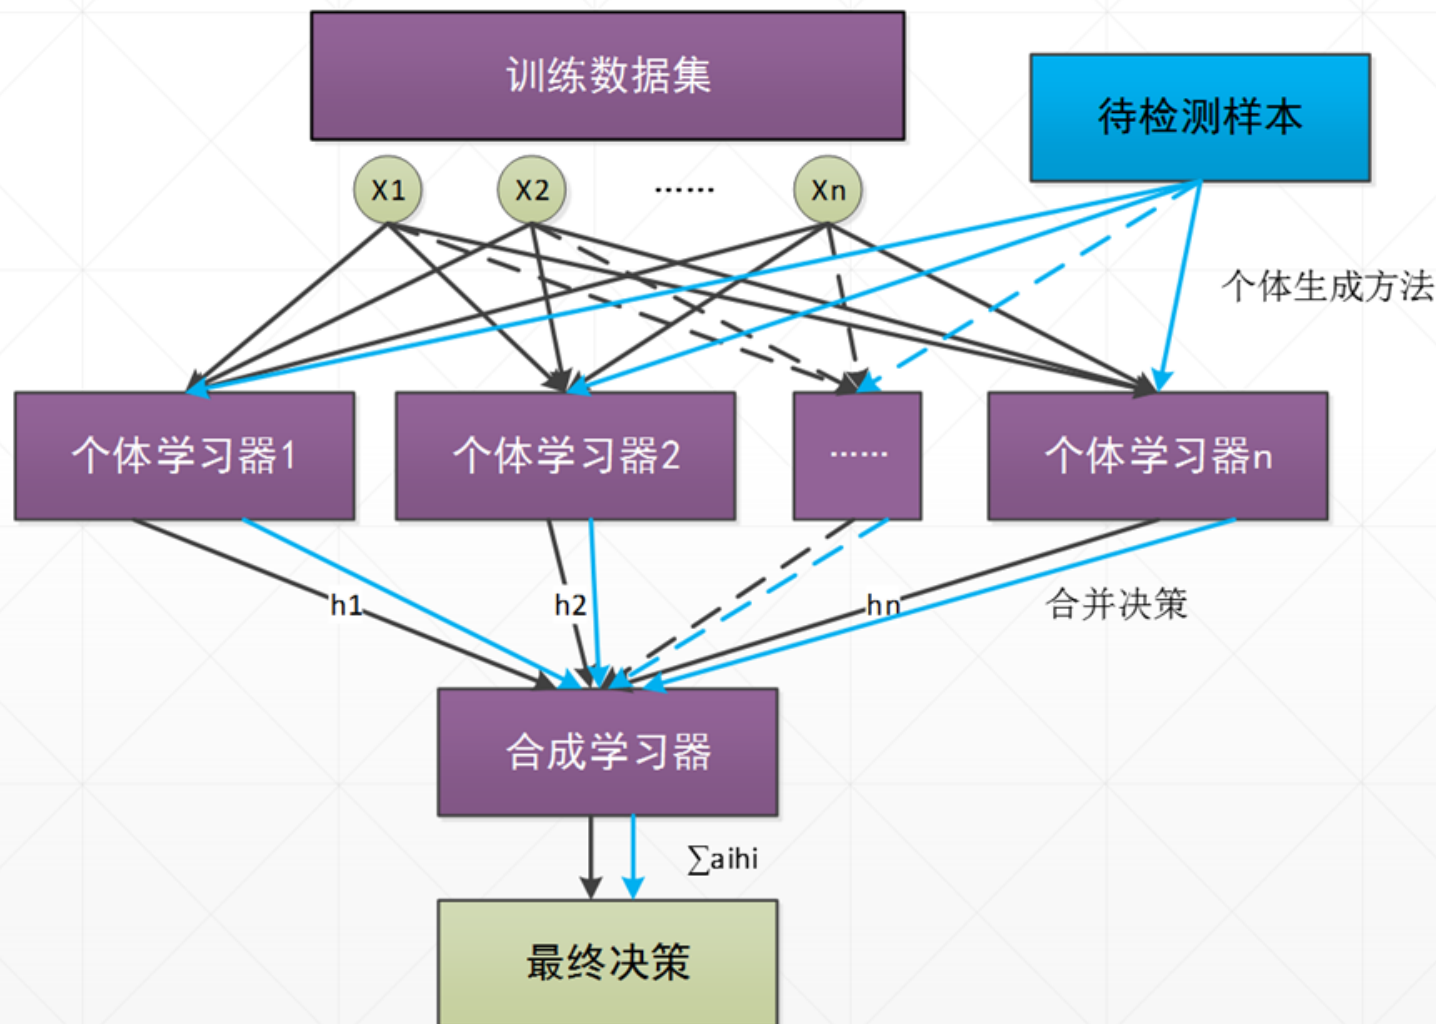 训练数据集
待检测样本
X1
X2
……
Xn
个体生成方法
个体学习器1
个体学习器2
……
个体学习器n
h1
h2
hn
合并决策
合成学习器
∑aihi
最终决策